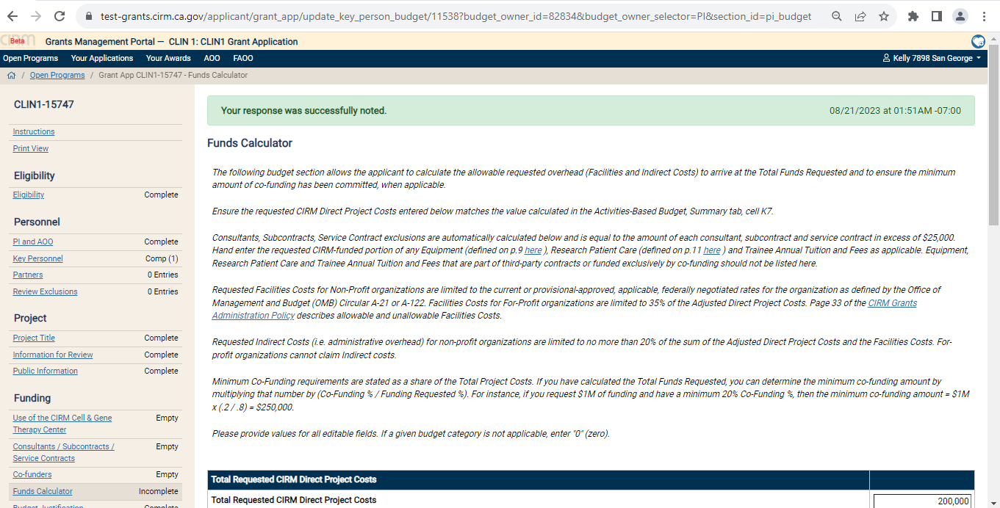 test-grants.cirm.ca.gov/applicant/grant_app/update_key_person_budget/11538?budget_owner_id=82834&budget_owner_selector=PI&section_id=pi_budget
CIRM Beta Grants Management Portal — CLIN 1: CLIN1 Grant Application
Open Programs Your Applications Your Awards AOO FAOO Kelly 7898 San George
/ Open Programs / Grant App CLIN1-15747 - Funds Calculator
CLIN1-15747
Instructions
Print View
Eligibility
Eligibility Complete
Personnel
PI and AOO Complete
Key Personnel Comp (1)
Partners 0 Entries
Review Exclusions 0 Entries
Project
Project Title Complete
Information for Review Complete
Public Information Complete
Funding
Use of the CIRM Cell & Gene Empty
Therapy Center
Consultants / Subcontracts / Empty
Service Contracts
Co-funders Empty
Funds Calculator Incomplete
Budget Justification Complete
Your response was successfully noted. 08/21/2023 at 01:51AM -07:00
Funds Calculator
The following budget section allows the applicant to calculate the allowable requested overhead (Facilities and Indirect Costs) to arrive at the Total Funds Requested and to ensure the minimum
amount of co-funding has been committed, when applicable.
Ensure the requested CIRM Direct Project Costs entered below matches the value calculated in the Activities-Based Budget, Summary tab, cell K7.
Consultants, Subcontracts, Service Contract exclusions are automatically calculated below and is equal to the amount of each consultant, subcontract and service contract in excess of $25,000.
Hand enter the requested CIRM-funded portion of any Equipment (defined on p.9 here ), Research Patient Care (defined on p.11 here ) and Trainee Annual Tuition and Fees as applicable. Equipment,
Research Patient Care and Trainee Annual Tuition and Fees that are part of third-party contracts or funded exclusively by co-funding should not be listed here.
Requested Facilities Costs for Non-Profit organizations are limited to the current or provisional-approved, applicable, federally negotiated rates for the organization as defined by the Office of
Management and Budget (OMB) Circular A-21 or A-122. Facilities Costs for For-Profit organizations are limited to 35% of the Adjusted Direct Project Costs. Page 33 of the CIRM Grants
Administration Policy describes allowable and unallowable Facilities Costs.
Requested Indirect Costs (i.e. administrative overhead) for non-profit organizations are limited to no more than 20% of the sum of the Adjusted Direct Project Costs and the Facilities Costs. For-
profit organizations cannot claim Indirect costs.
Minimum Co-Funding requirements are stated as a share of the Total Project Costs. If you have calculated the Total Funds Requested, you can determine the minimum co-funding amount by
multiplying that number by (Co-Funding % / Funding Requested %). For instance, if you request $1M of funding and have a minimum 20% Co-Funding %, then the minimum co-funding amount = $1M
x (.2 / .8) = $250,000.
Please provide values for all editable fields. If a given budget category is not applicable, enter "0" (zero).
Total Requested CIRM Direct Project Costs
Total Requested CIRM Direct Project Costs 200,000